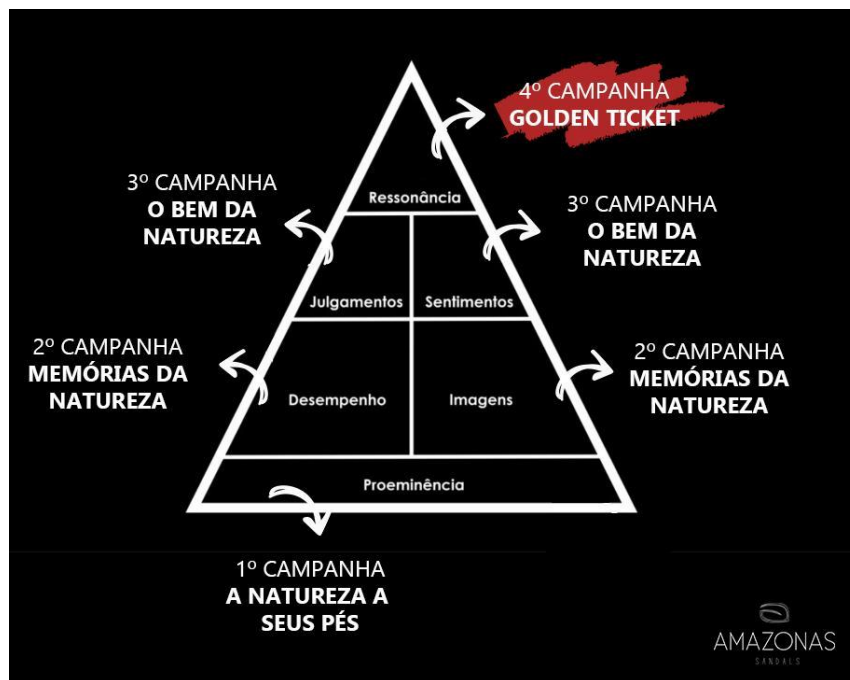 4º CAMPANHA
GOLDEN TICKET
3º CAMPANHA
O BEM DA
NATUREZA
3º CAMPANHA
O BEM DA
NATUREZA
Ressonância
Julgamentos
Sentimentos
2º CAMPANHA
MEMÓRIAS DA
NATUREZA
2º CAMPANHA
MEMÓRIAS DA
NATUREZA
Desempenho
Imagens
Proeminência
1º CAMPANHA
A NATUREZA A
SEUS PÉS
AMAZONAS
SANDALS